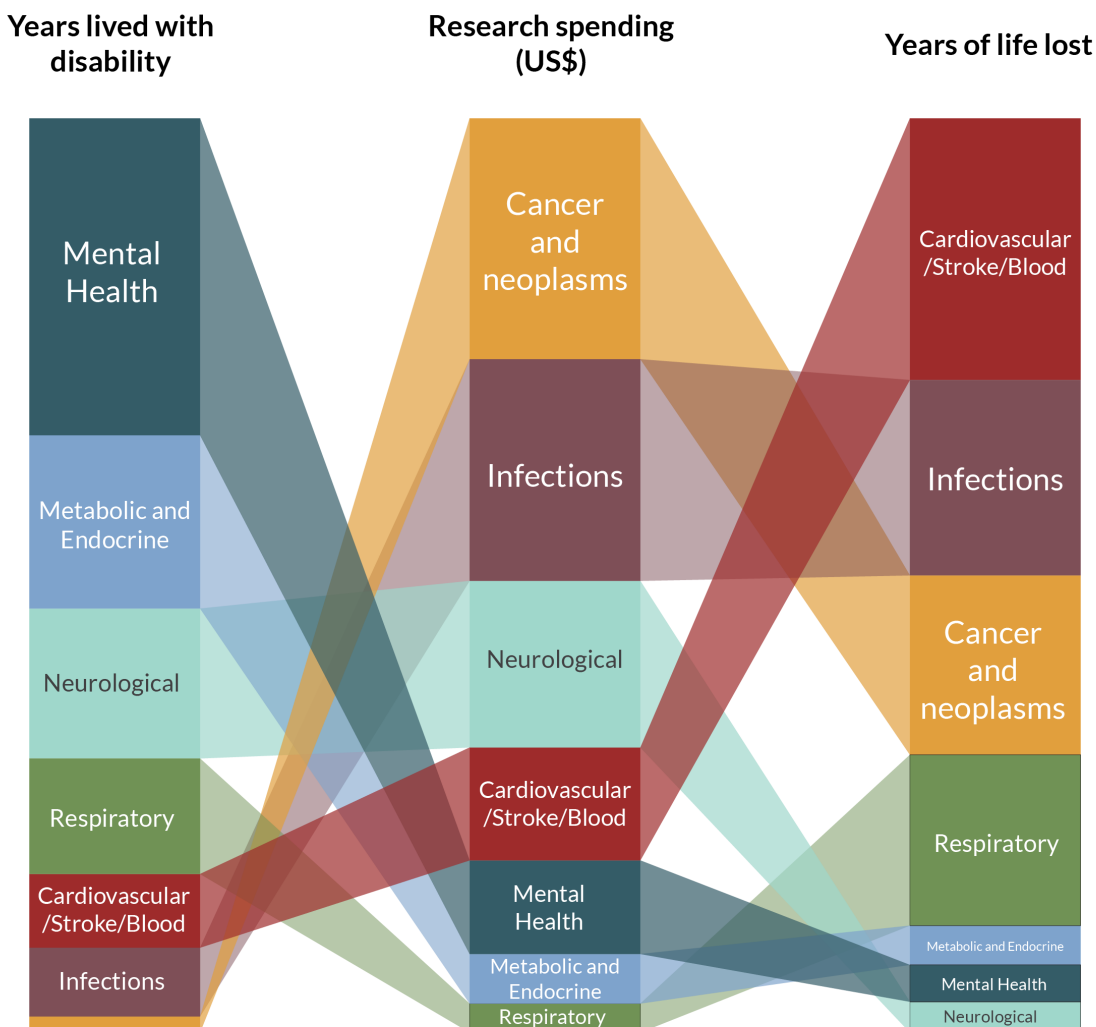 Years lived with
disability
Research spending
(US$)
Years of life lost
Mental
Health
Metabolic and
Endocrine
Neurological
Respiratory
Cardiovascular
/Stroke/Blood
Infections
Cancer
and
neoplasms
Infections
Neurological
Cardiovascular
/Stroke/Blood
Mental
Health
Metabolic and
Endocrine
Respiratory
Cardiovascular
/Stroke/Blood
Infections
Cancer
and
neoplasms
Respiratory
Metabolic and Endocrine
Mental Health
Neurological